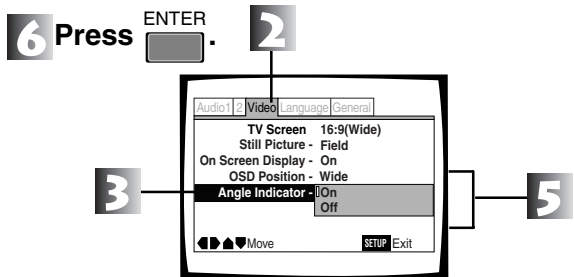 6 Press ENTER .
2
Audio1 2 Video Language General
TV Screen 16:9(Wide)
Still Picture - Field
On Screen Display - On
OSD Position - Wide
3 Angle Indicator - On
Off
5
Move SETUP Exit